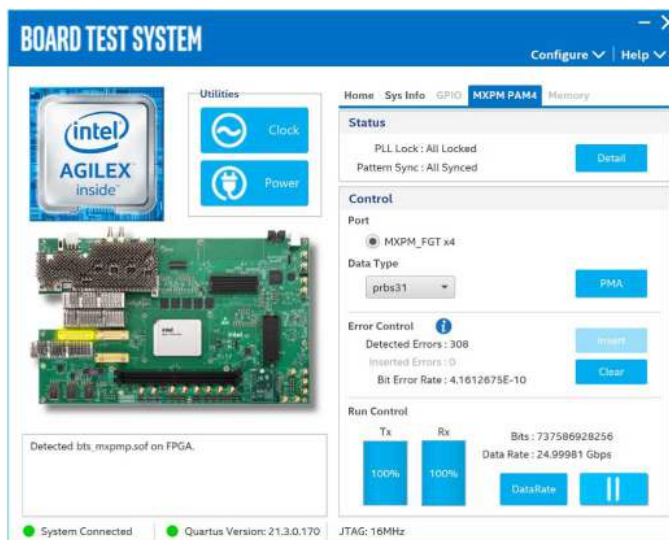 BOARD TEST SYSTEM
Configure Help
intel
AGILEX
inside
Utilities
Clock
Power
Detected bts_mxpmp.sof on FPGA.
Home Sys Info GPIO MXPM PAM4 Memory
Status
PLL Lock : All Locked
Pattern Sync : All Synced
Detail
Control
Port
MXPM_FGT x4
Data Type
prbs31
PMA
Error Control
Detected Errors : 308
Inserted Errors : 0
Bit Error Rate : 4.1612675E-10
Insert
Clear
Run Control
Tx Rx
100% 100%
Bits : 737586928256
Data Rate : 24.99981 Gbps
DataRate
System Connected Quartus Version: 21.3.0.170 JTAG: 16MHz